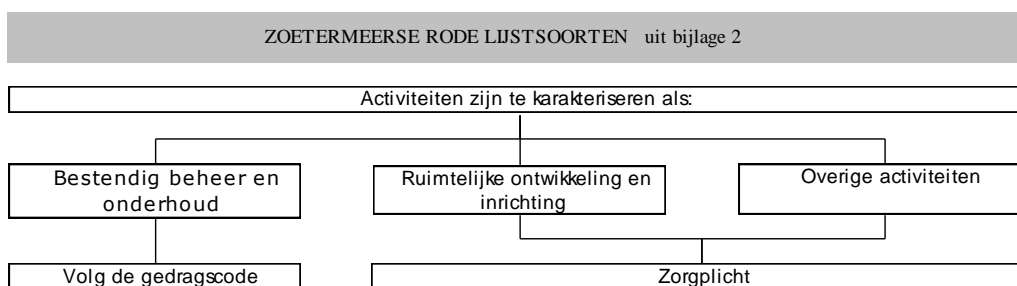 ZOETERMEERSE RODE LIJSTSOORTEN uit bijlage 2
Activiteiten zijn te karakteriseren als:
Bestendig beheer en
onderhoud
Ruimtelijke ontwikkeling en
inrichting
Overige activiteiten
Volg de gedragscode
Zorgplicht